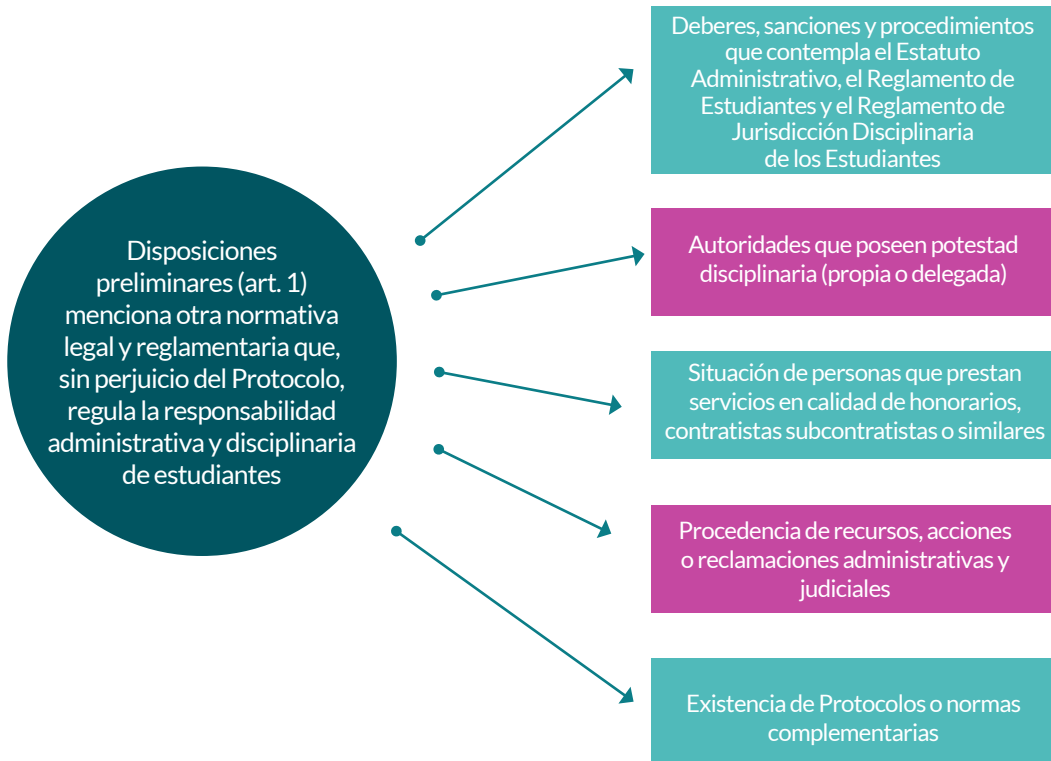 Disposiciones
preliminares (art. 1)
menciona otra normativa
legal y reglamentaria que,
sin perjuicio del Protocolo,
regula la responsabilidad
administrativa y disciplinaria
de estudiantes
Deberes, sanciones y procedimientos
que contempla el Estatuto
Administrativo, el Reglamento de
Estudiantes y el Reglamento de
Jurisdicción Disciplinaria
de los Estudiantes
Autoridades que poseen potestad
disciplinaria (propia o delegada)
Situación de personas que prestan
servicios en calidad de honorarios,
contratistas subcontratistas o similares
Procedencia de recursos, acciones
o reclamaciones administrativas y
judiciales
Existencia de Protocolos o normas
complementarias